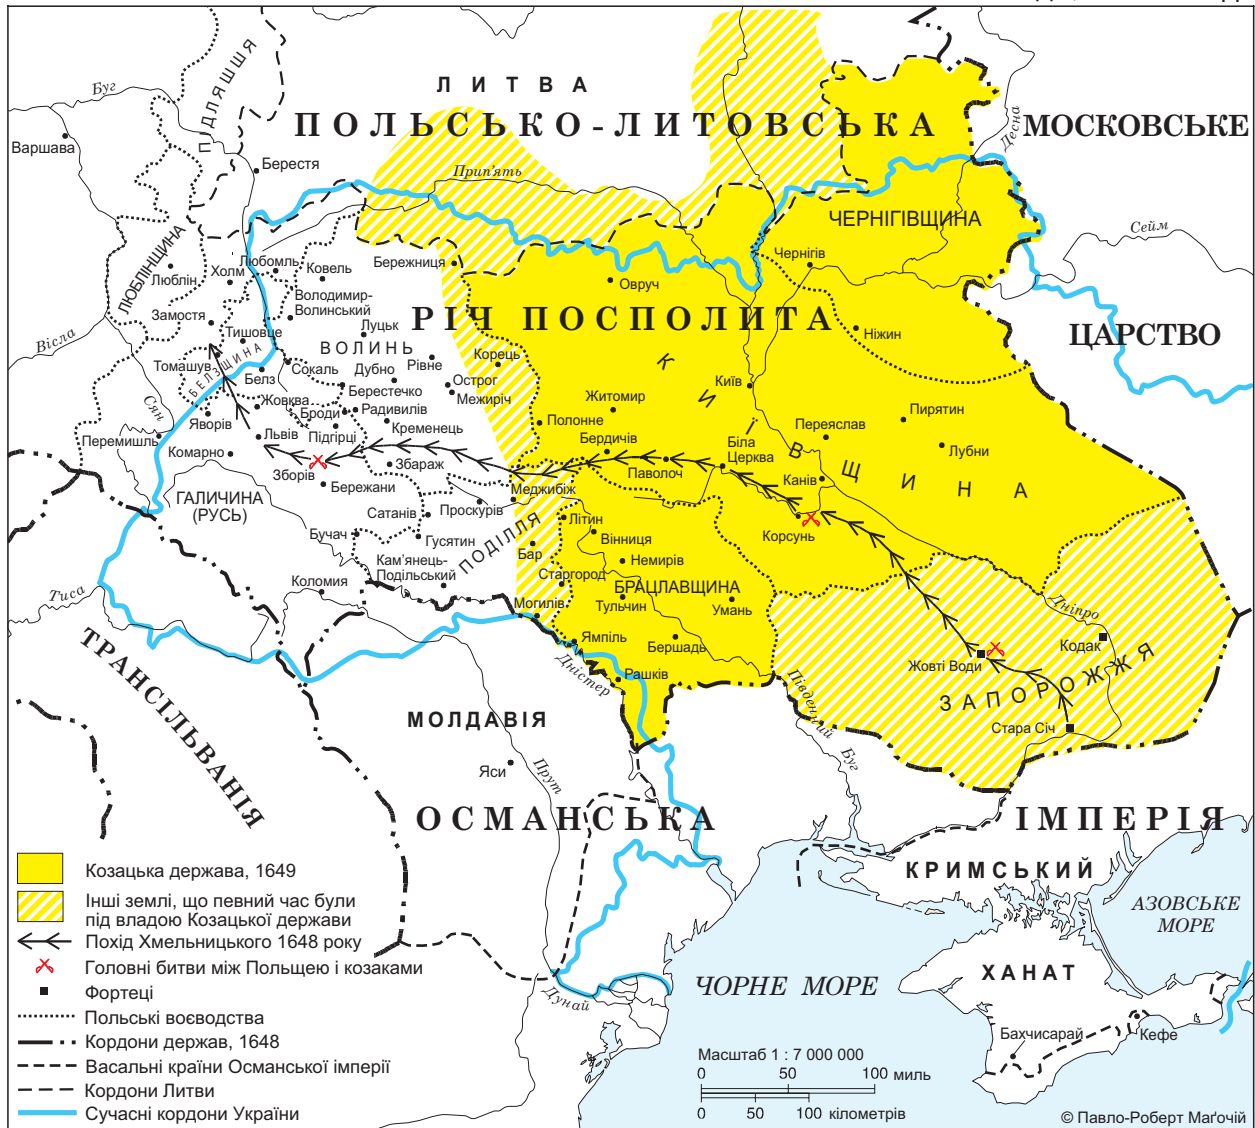 ЛИТВА
ПОЛЬСЬКО-ЛИТОВСЬКА
РІЧ ПОСПОЛИТА
МОСКОВСЬКЕ
ЦАРСТВО
ПІДЛЯШШЯ
Буг
Варшава
Берестя
Прип'ять
Десна
Сейм
ЧЕРНІГІВЩИНА
Чернігів
ЛЮБЛІНЩИНА
Люблін
Холм
Любомль
Ковель
Бережниця
Овруч
Володимир-
Волинський
Замостя
Тишовце
Луцьк
ВОЛИНЬ
Ніжин
Вісла
Томашув
БЕЛЗЩИНА
Белз
Сокаль
Дубно
Рівне
Корець
Острог
Межиріч
Берестечко
Київ
КИЇВЩИНА
Житомир
Пирятин
Сян
Яворів
Жовква
Броди
Радивилів
Кременець
Полонне
Переяслав
Лубни
Перемишль
Львів
Підгірці
Бердичів
Біла
Церква
Комарно
Зборів
Збараж
Паволоч
Канів
Бережани
ГАЛИЧИНА
(РУСЬ)
Меджибіж
Сатанів
Проскурів
Корсунь
Літин
Бучач
Гусятин
ПОДІЛЛЯ
Вінниця
Бар
Немирів
Кам'янець-
Подільський
Старгород
БРАЦЛАВЩИНА
Коломия
Тиса
Могилів
Тульчин
Умань
Дніпро
Кодак
Ямпіль
Бершадь
Жовті Води
ЗАПОРОЖЖЯ
Дністер
Рашків
Південний
Буг
Стара Січ
ТРАНСІЛЬВАНІЯ
МОЛДАВІЯ
Яси
Прут
ОСМАНСЬКА
ІМПЕРІЯ
КРИМСЬКИЙ
ХАНАТ
АЗОВСЬКЕ
МОРЕ
ЧОРНЕ МОРЕ
Дунай
Бахчисарай
Кефе
Козацька держава, 1649
Інші землі, що певний час були
під владою Козацької держави
Похід Хмельницького 1648 року
Головні битви між Польщею і козаками
Фортеці
Польські воєводства
Кордони держав, 1648
Васальні країни Османської імперії
Кордони Литви
Сучасні кордони України
Масштаб 1 : 7 000 000
0 50 100 миль
0 50 100 кілометрів
© Павло-Роберт Маґочій